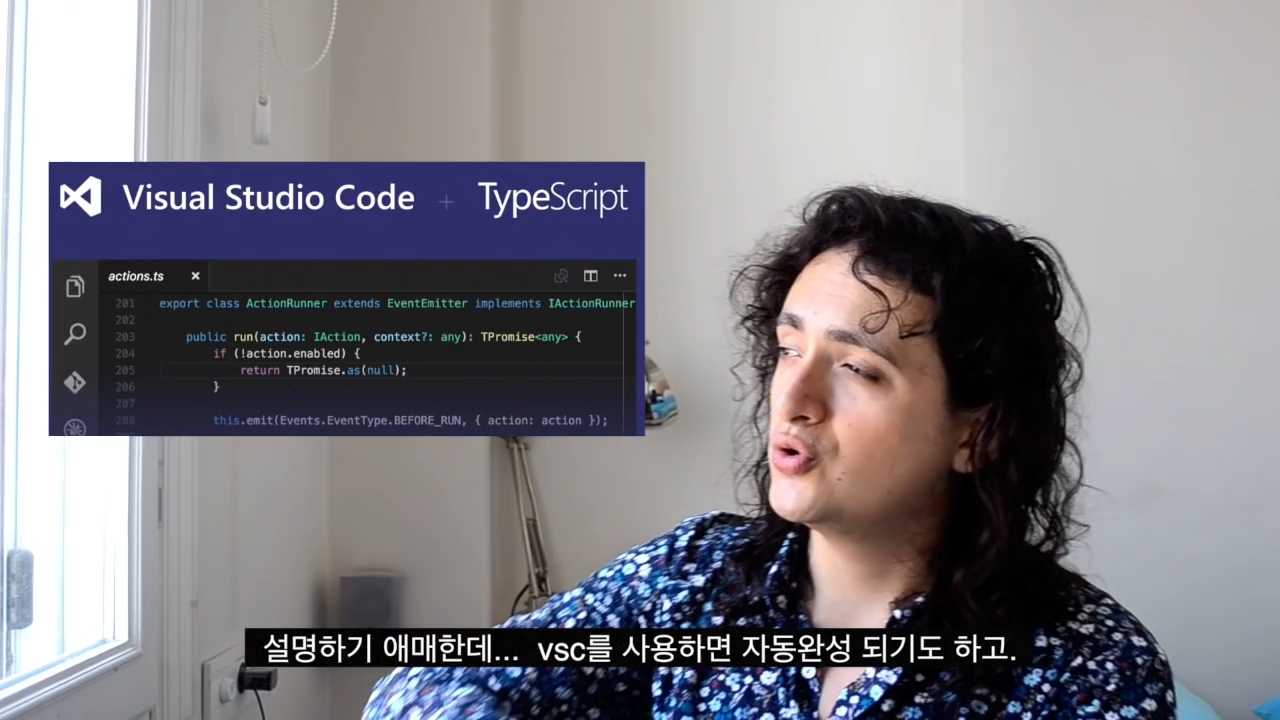 Visual Studio Code + TypeScript
actions.ts
201 export class ActionRunner extends EventEmitter implements IActionRunner
202
203 public run(action: IAction, context?: any): TPromise<any> {
204 if (!action.enabled) {
205 return TPromise.as(null);
206 }
207
208 this.emit(Events.EventType.BEFORE_RUN, { action: action });
설명하기 애매한데... vsc를 사용하면 자동완성 되기도 하고.